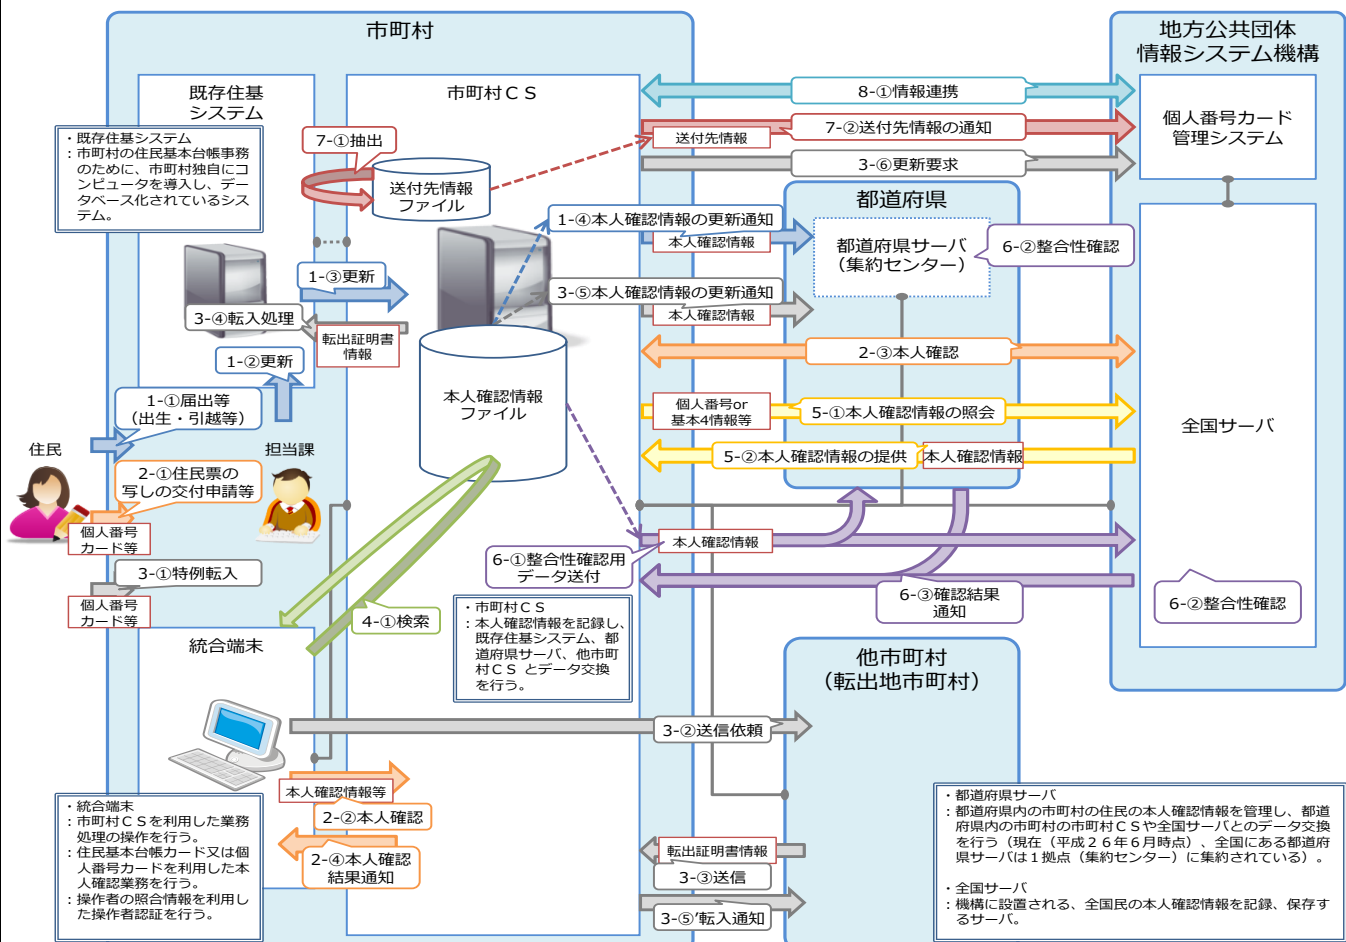 市町村
地方公共団体
情報システム機構
既存住基
システム
市町村ＣＳ
8-①情報連携
個人番号カード
管理システム
・既存住基システム
：市町村の住民基本台帳事務
のために、市町村独自にコン
ピュータを導入し、デー
タベース化されているシス
テム。
7-①抽出
送付先情報
7-②送付先情報の通知
3-⑥更新要求
送付先情報
ファイル
都道府県
1-④本人確認情報の更新通知
本人確認情報
都道府県サーバ
（集約センター）
6-②整合性確認
1-③更新
3-⑤本人確認情報の更新通知
本人確認情報
3-④転入処理
転出証明書
情報
1-②更新
2-③本人確認
1-①届出等
（出生・引越等）
本人確認情報
ファイル
個人番号or
基本4情報等
5-①本人確認情報の照会
全国サーバ
住民
担当課
5-②本人確認情報の提供
本人確認情報
2-①住民票の
写しの交付申請等
個人番号
カード等
本人確認情報
6-①整合性確認用
データ送付
3-①特例転入
個人番号
カード等
6-③確認結果
通知
6-②整合性確認
4-①検索
・市町村ＣＳ
：本人確認情報を記録し、
既存住基システム、都
道府県サーバ、他市町
村ＣＳ とデータ交換
を行う。
統合端末
他市町村
（転出地市町村）
3-②送信依頼
本人確認情報等
2-②本人確認
2-④本人確認
結果通知
・統合端末
：市町村ＣＳを利用した業務
処理の操作を行う。
：住民基本台帳カード又は個
人番号カードを利用した本
人確認業務を行う。
：操作者の照合情報を利用し
た操作者認証を行う。
転出証明書情報
3-③送信
3-⑤’転入通知
・都道府県サーバ
：都道府県内の市町村の住民の本人確認情報を管理し、都道
府県内の市町村の市町村ＣＳや全国サーバとのデータ交換
を行う（現在（平成２６年６月時点）、全国にある都道府
県サーバは１拠点（集約センター）に集約されている）。
・全国サーバ
：機構に設置される、全国民の本人確認情報を記録、保存す
るサーバ。